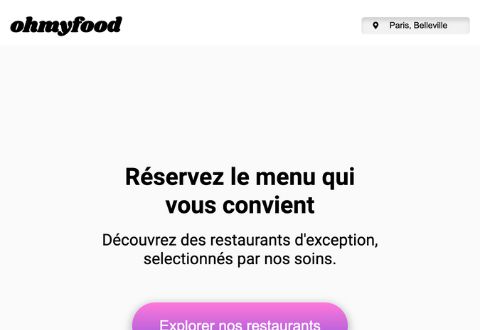 ohmyfood
Paris, Belleville
Réservez le menu qui
vous convient
Découvrez des restaurants d'exception,
selectionnés par nos soins.
Explorer nos restaurants